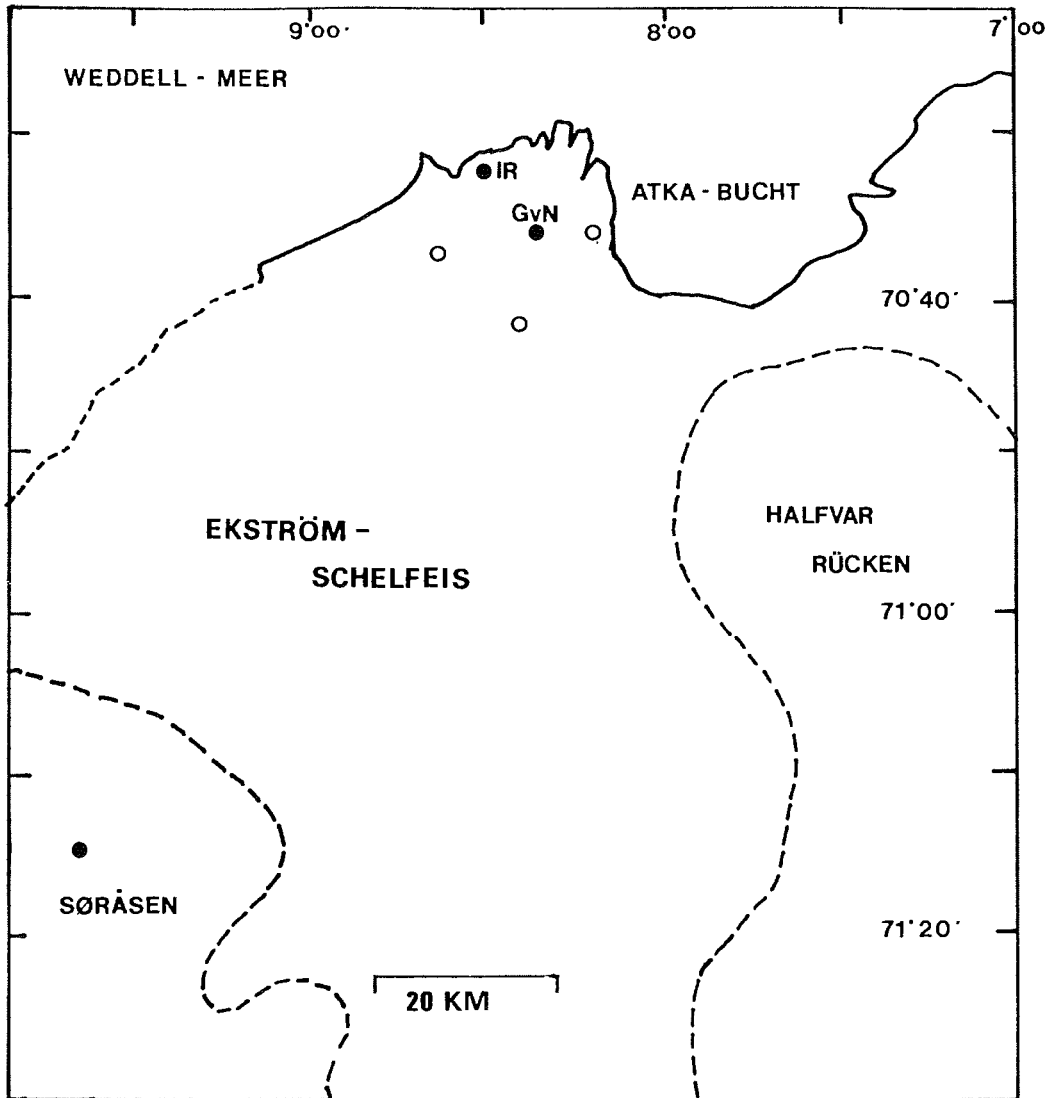 9°00'
8°00
7°00
WEDDELL - MEER
IR
ATKA - BUCHT
GvN
70°40'
EKSTRÖM -
SCHELFEIS
HALFVAR
RÜCKEN
71°00'
SØRÅSEN
71°20'
20 KM